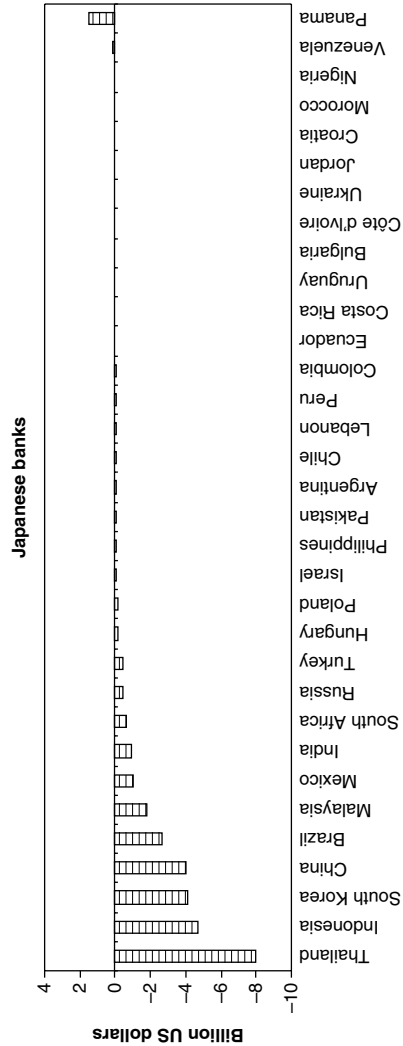 Japanese banks
Billion US dollars
4
2
0
−2
−4
−6
−8
−10
Thailand
Indonesia
South Korea
China
Brazil
Malaysia
Mexico
India
South Africa
Russia
Turkey
Hungary
Poland
Israel
Philippines
Pakistan
Argentina
Chile
Lebanon
Peru
Colombia
Ecuador
Costa Rica
Uruguay
Bulgaria
Côte d'Ivoire
Ukraine
Jordan
Croatia
Morocco
Nigeria
Venezuela
Panama